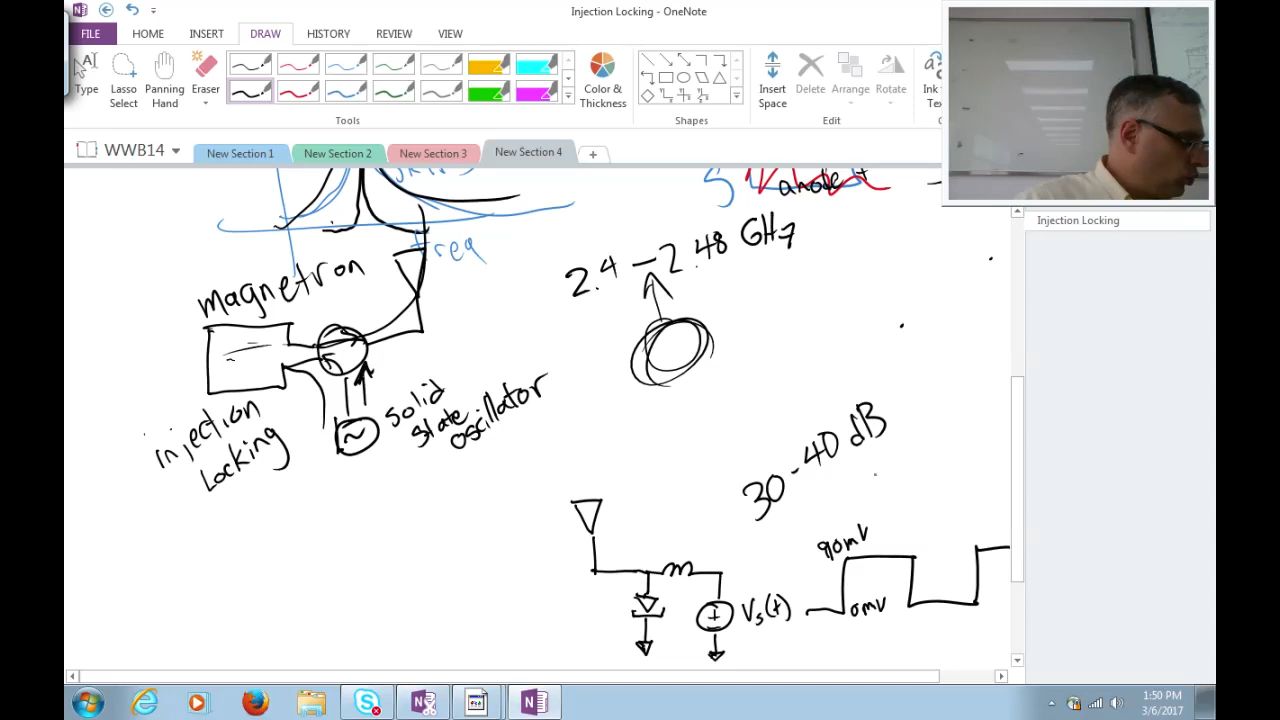 Injection Locking - OneNote
FILE HOME INSERT DRAW HISTORY REVIEW VIEW
Type
Lasso Select
Panning Hand
Eraser
Color & Thickness
Insert Space
Delete
Arrange
Rotate
Tools
Shapes
Edit
WWB14
New Section 1
New Section 2
New Section 3
New Section 4
Injection Locking
anode +
freq
2.4 - 2.48 GHz
magnetron
solid state oscillator
injection Locking
30-40 dB
90mV
0mV
Vs(t)
1:50 PM
3/6/2017